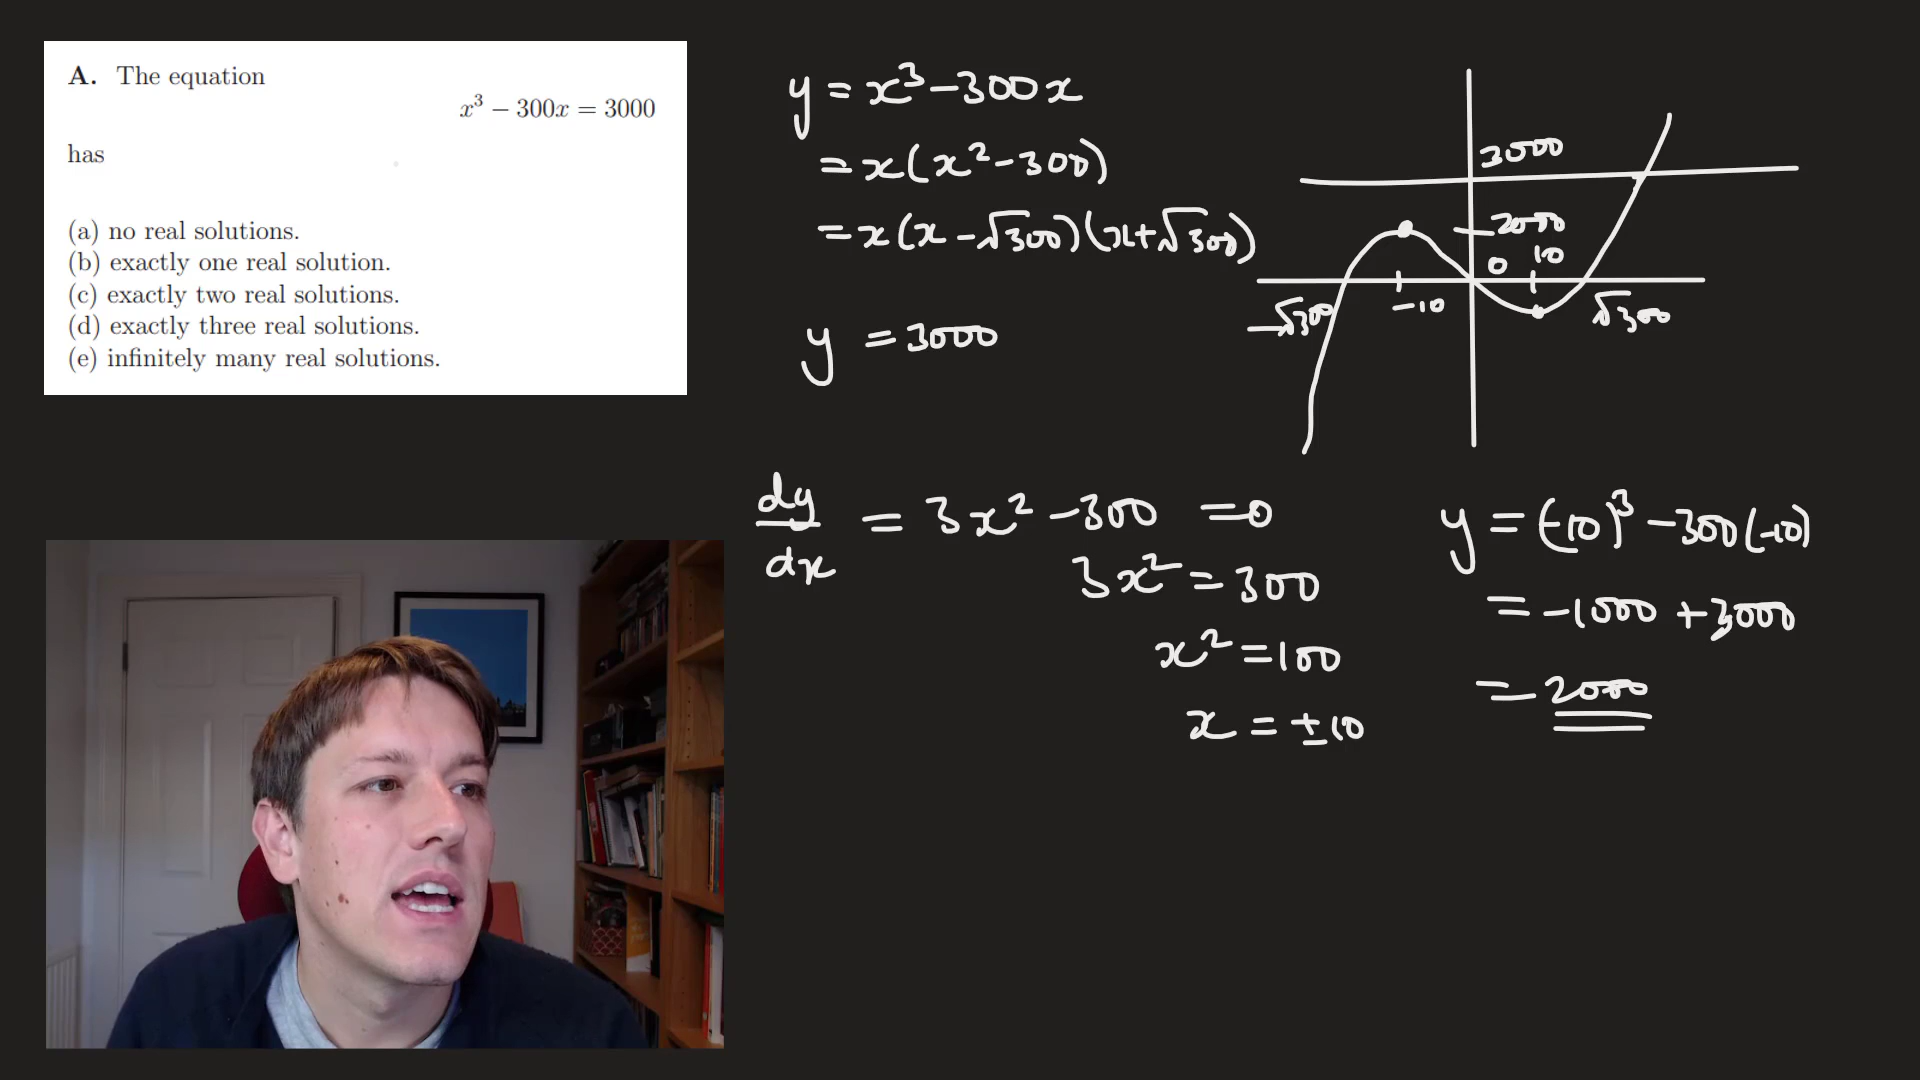 A. The equation
x³ − 300x = 3000
has
(a) no real solutions.
(b) exactly one real solution.
(c) exactly two real solutions.
(d) exactly three real solutions.
(e) infinitely many real solutions.
y = x³ − 300x
= x(x² − 300)
= x(x − √300)(x + √300)
y = 3000
3000
2000
0 10
−√300 −10 √300
dy/dx = 3x² − 300 = 0
3x² = 300
x² = 100
x = ±10
y = (−10)³ − 300(−10)
= −1000 + 3000
= 2000